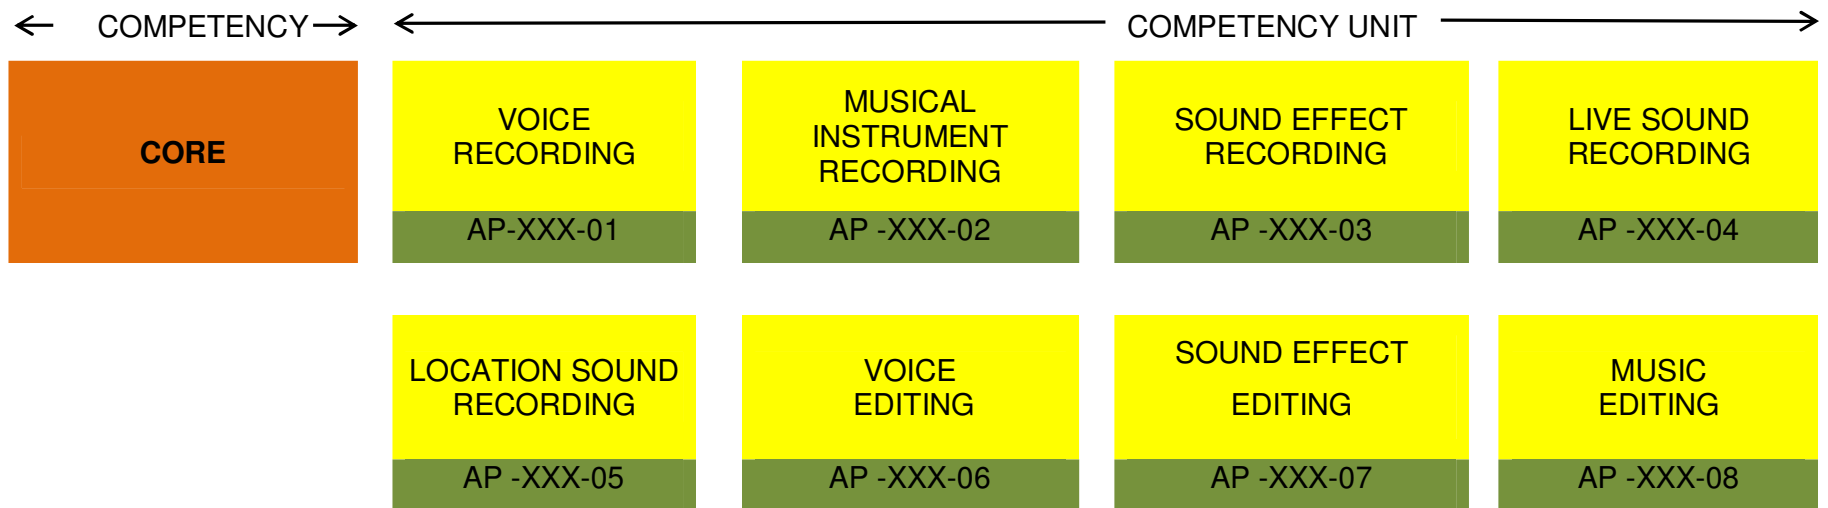 COMPETENCY
COMPETENCY UNIT
CORE
VOICE
RECORDING
AP-XXX-01
MUSICAL
INSTRUMENT
RECORDING
AP -XXX-02
SOUND EFFECT
RECORDING
AP -XXX-03
LIVE SOUND
RECORDING
AP -XXX-04
LOCATION SOUND
RECORDING
AP -XXX-05
VOICE
EDITING
AP -XXX-06
SOUND EFFECT
EDITING
AP -XXX-07
MUSIC
EDITING
AP -XXX-08